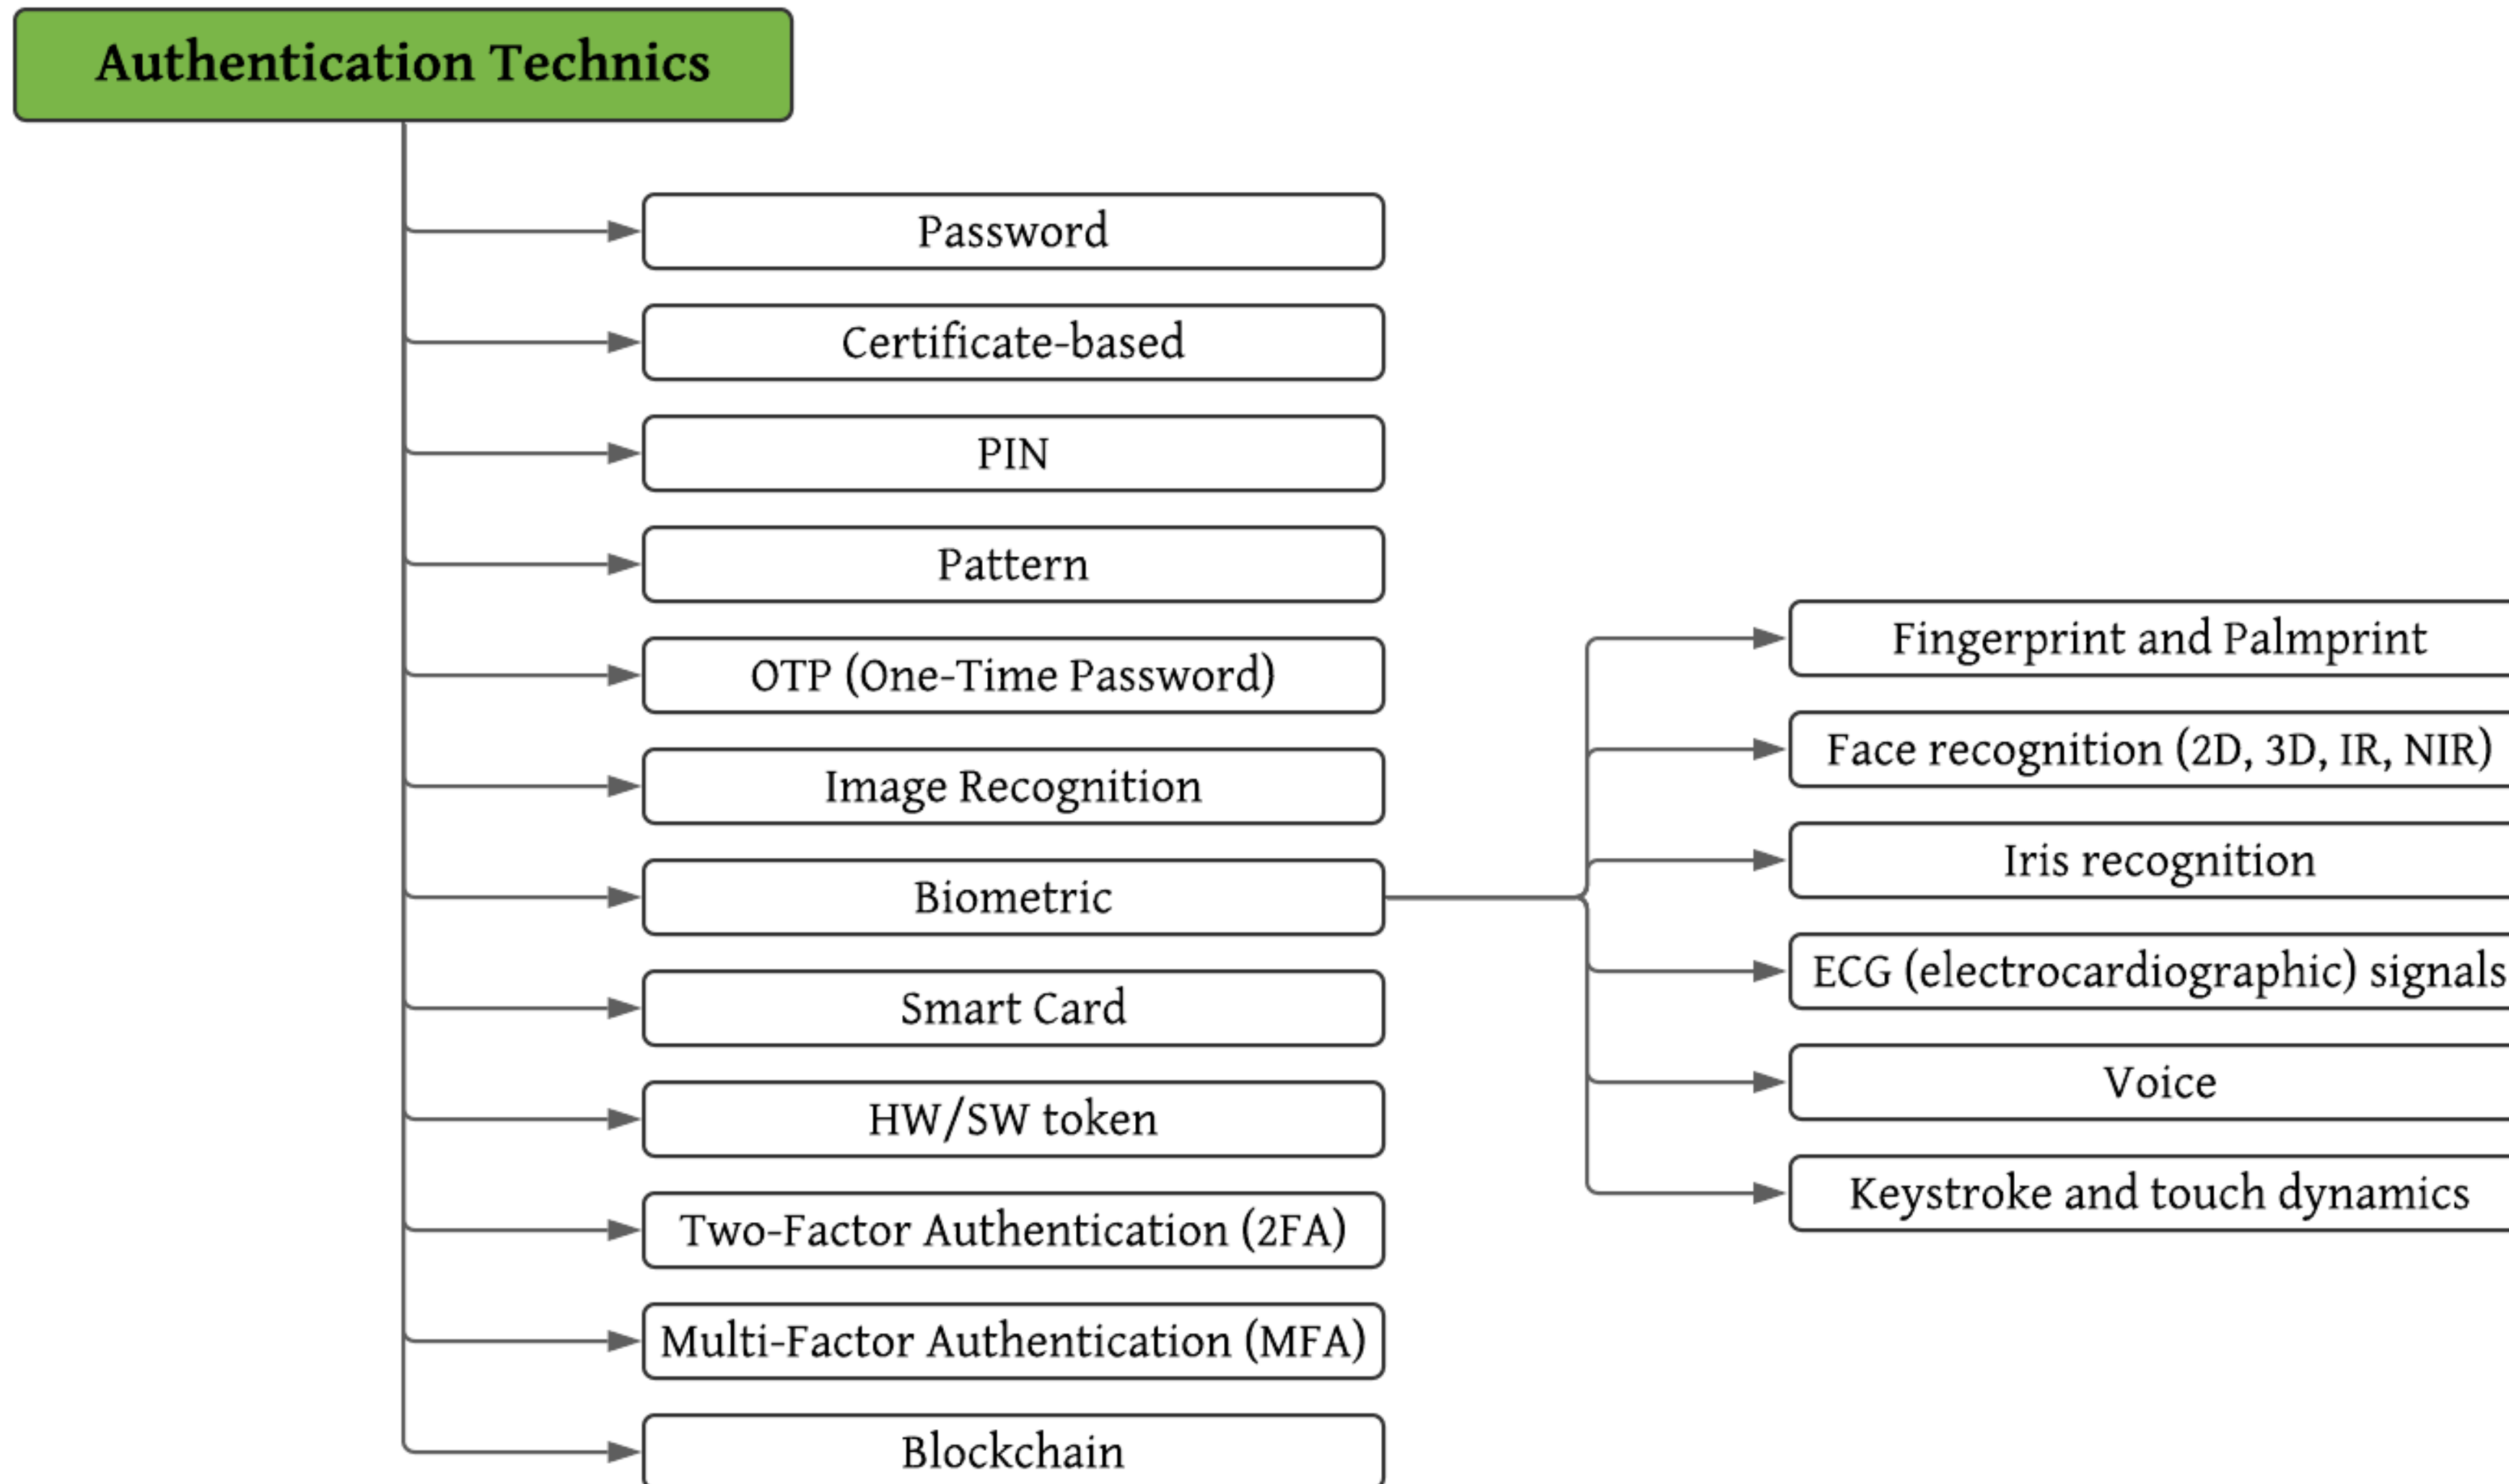 Authentication Technics
Password
Certificate-based
PIN
Pattern
OTP (One-Time Password)
Image Recognition
Biometric
Smart Card
HW/SW token
Two-Factor Authentication (2FA)
Multi-Factor Authentication (MFA)
Blockchain
Fingerprint and Palmprint
Face recognition (2D, 3D, IR, NIR)
Iris recognition
ECG (electrocardiographic) signals
Voice
Keystroke and touch dynamics